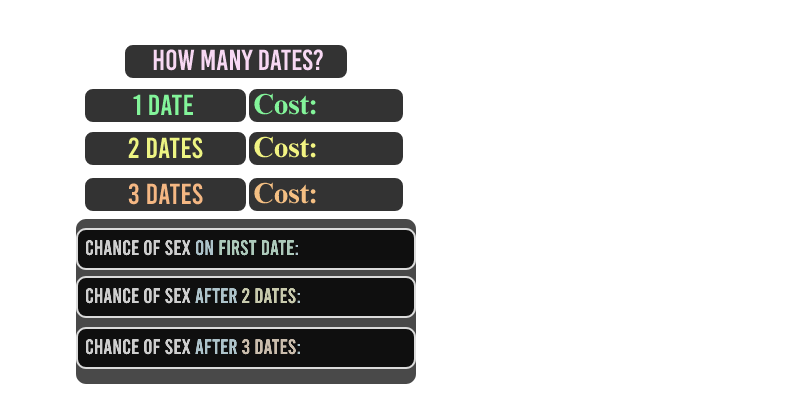 HOW MANY DATES?
1 DATE Cost:
2 DATES Cost:
3 DATES Cost:
CHANCE OF SEX ON FIRST DATE:
CHANCE OF SEX AFTER 2 DATES:
CHANCE OF SEX AFTER 3 DATES: